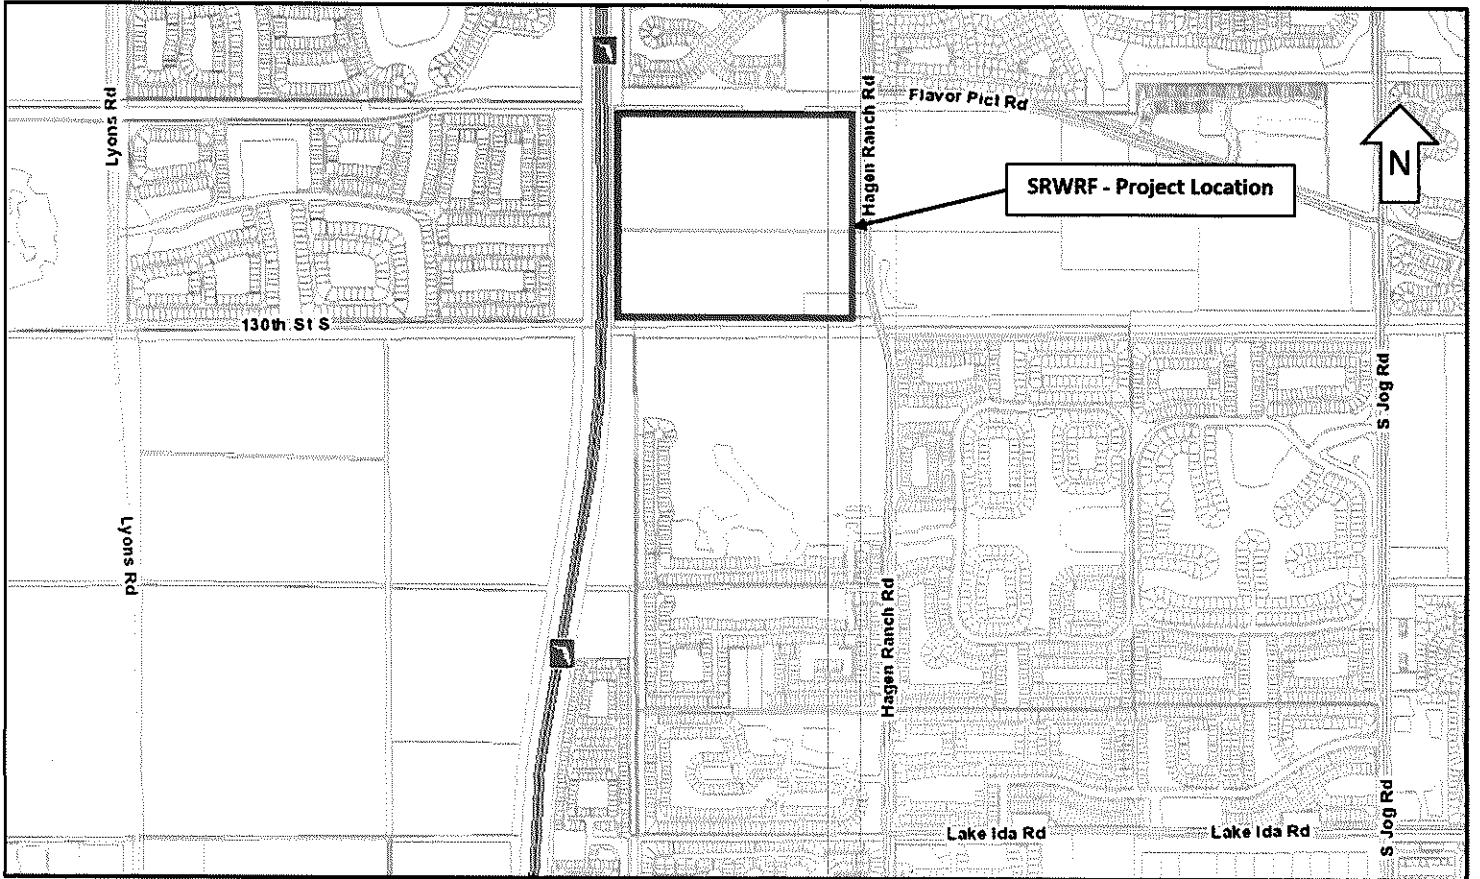 Lyons Rd
Hagen Ranch Rd
Flavor Pict Rd
N
SRWRF - Project Location
130th St S
S Jog Rd
Lyons Rd
Hagen Ranch Rd
Lake Ida Rd
Lake Ida Rd
S Jog Rd